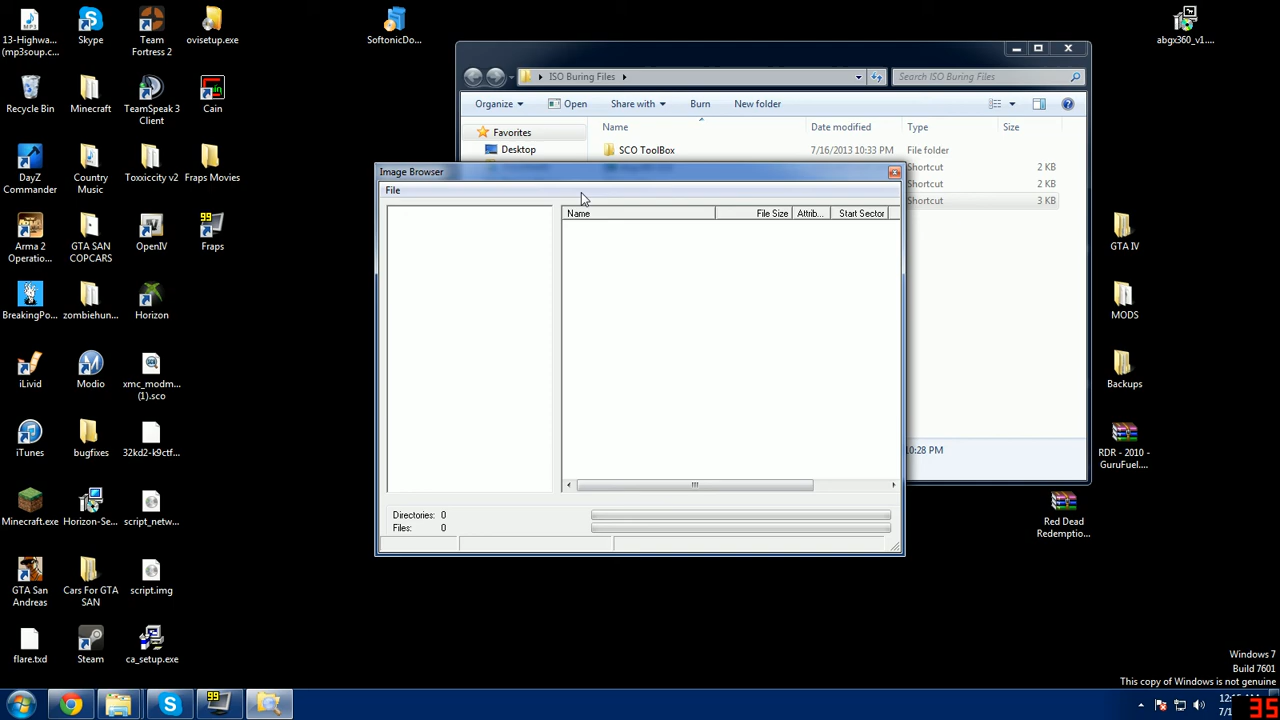 13-Highwa...
(mp3soup.c...
Skype
Team
Fortress 2
ovisetup.exe
SoftonicDo...
abgx360_v1....
Recycle Bin
Minecraft
TeamSpeak 3
Client
Cain
DayZ
Commander
Country
Music
Toxxiccity v2
Fraps Movies
Arma 2
Operatio...
GTA SAN
COPCARS
OpenIV
99
Fraps
BreakingPo...
zombiehun...
Horizon
iLivid
Modio
xmc_modm...
(1).sco
iTunes
bugfixes
32kd2-k9ctf...
Minecraft.exe
Horizon-Se...
script_netw...
GTA San
Andreas
Cars For GTA
SAN
script.img
flare.txd
Steam
ca_setup.exe
ISO Buring Files
Search ISO Buring Files
Organize
Open
Share with
Burn
New folder
Favorites
Desktop
Name
Date modified
Type
Size
SCO ToolBox
7/16/2013 10:33 PM
File folder
Shortcut
2 KB
Shortcut
2 KB
Shortcut
3 KB
10:28 PM
Image Browser
File
Name
File Size
Attrib...
Start Sector
Directories: 0
Files: 0
GTA IV
MODS
Backups
RDR - 2010 -
GuruFuel....
Red Dead
Redemptio...
Windows 7
Build 7601
This copy of Windows is not genuine
99
35